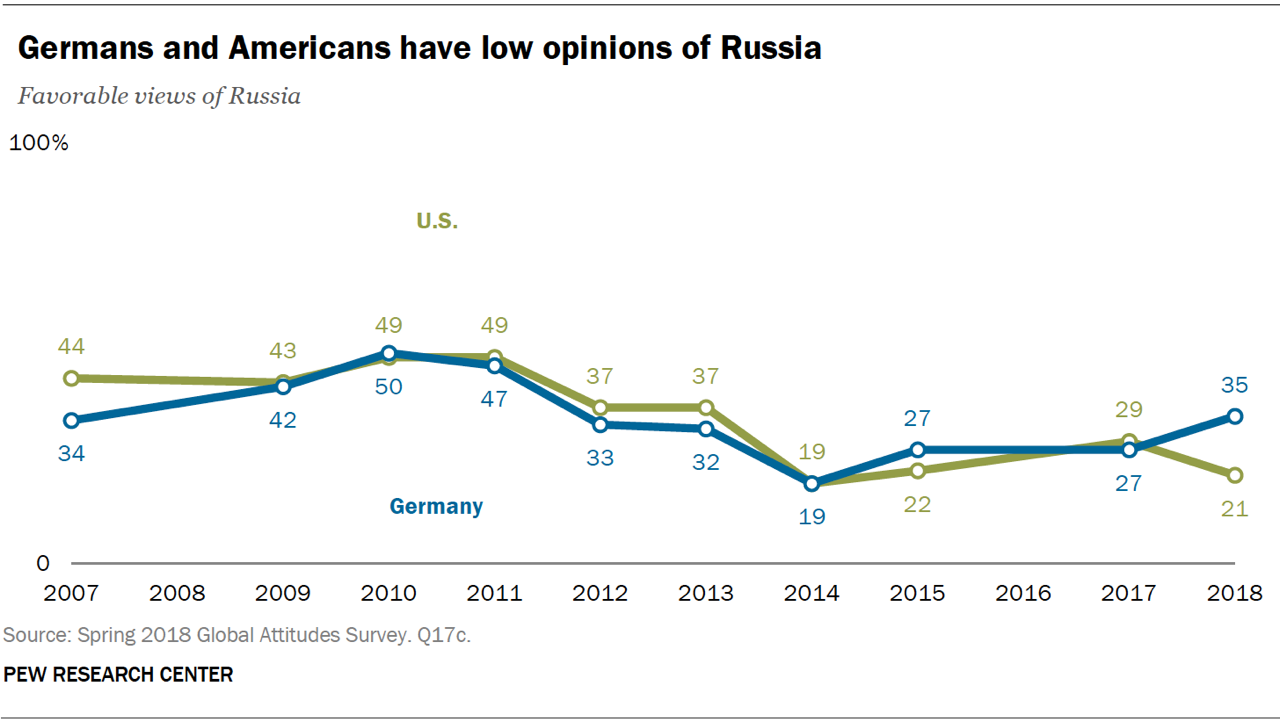 Germans and Americans have low opinions of Russia
Favorable views of Russia
100%
U.S.
44 43 49 49 37 37 19 22 29 21
34 42 50 47 33 32 19 27 27 35
Germany
0
2007 2008 2009 2010 2011 2012 2013 2014 2015 2016 2017 2018
Source: Spring 2018 Global Attitudes Survey. Q17c.
PEW RESEARCH CENTER